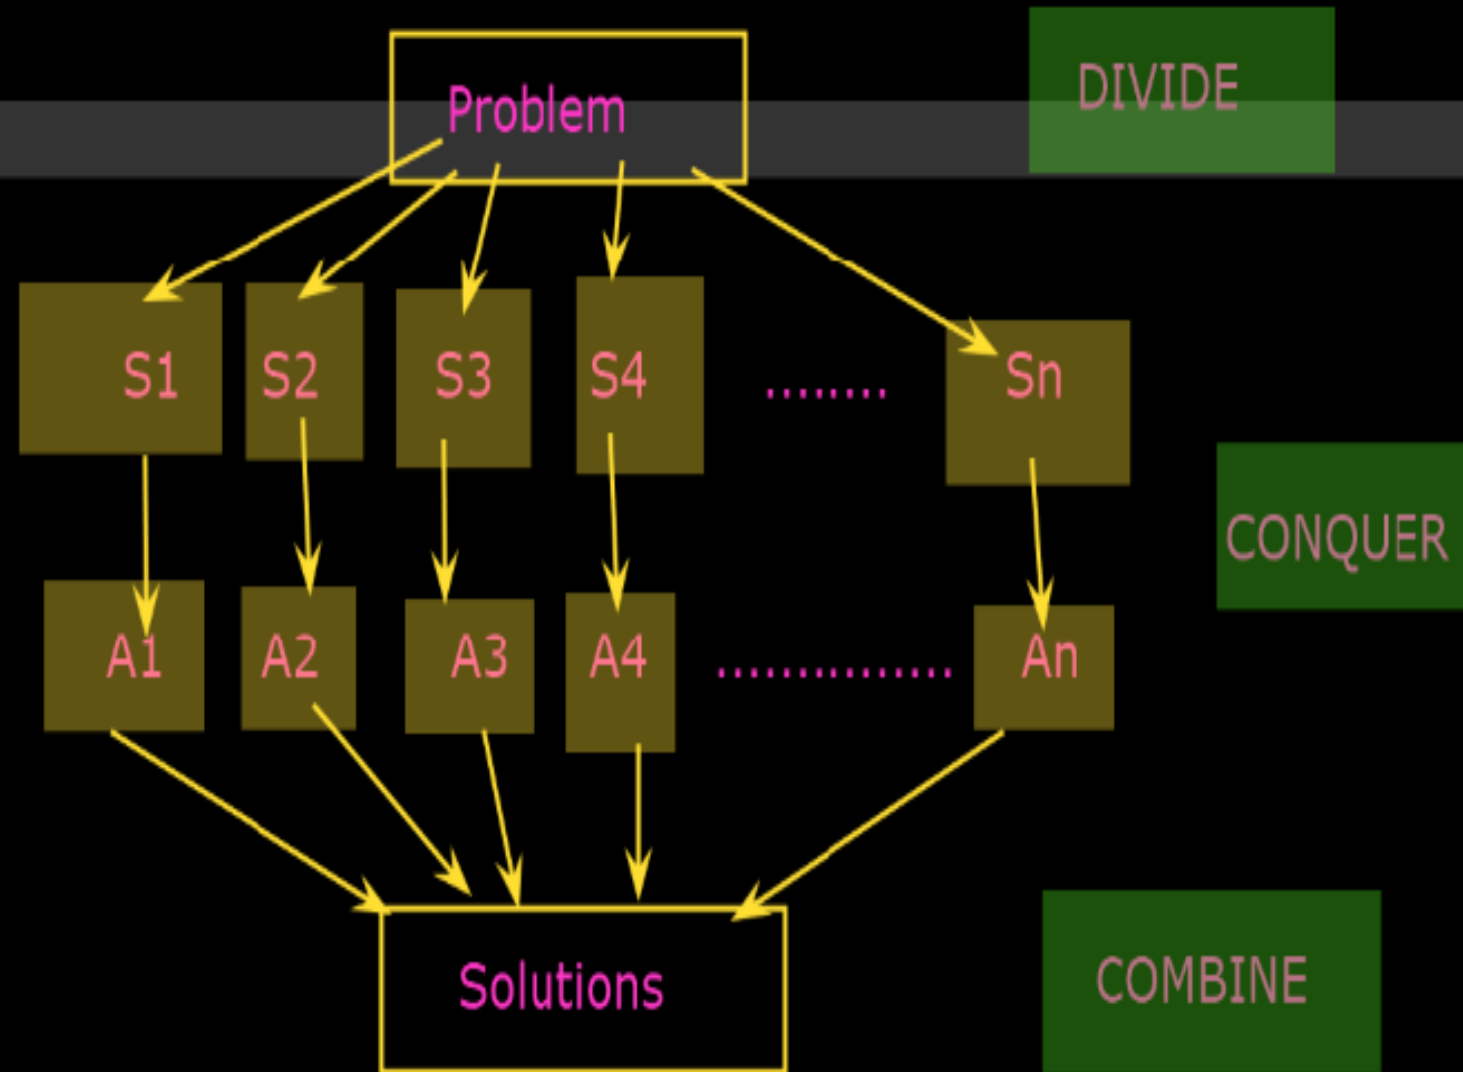 DIVIDE
Problem
S1 S2 S3 S4 ........ Sn
CONQUER
A1 A2 A3 A4 ............... An
COMBINE
Solutions